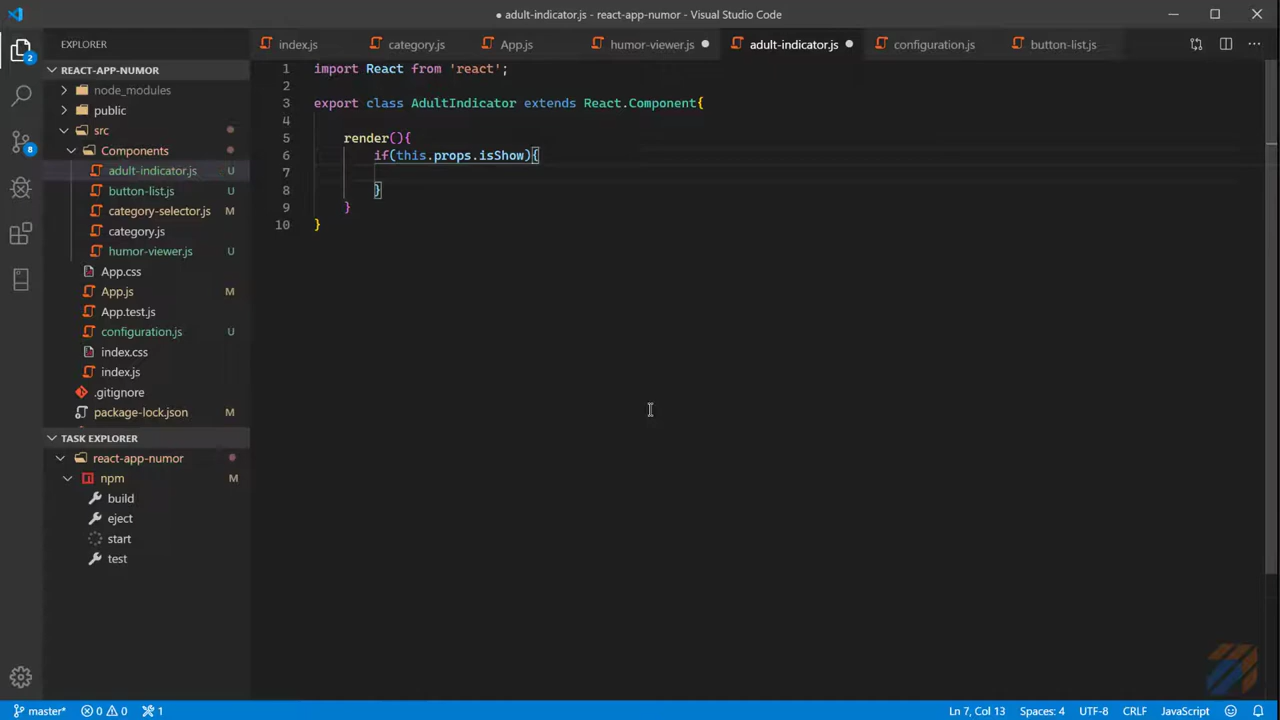 ● adult-indicator.js - react-app-numor - Visual Studio Code
EXPLORER
index.js
category.js
App.js
humor-viewer.js
adult-indicator.js
configuration.js
button-list.js
2
8
REACT-APP-NUMOR
node_modules
public
src
Components
adult-indicator.js U
button-list.js U
category-selector.js M
category.js
humor-viewer.js U
App.css
App.js M
App.test.js
configuration.js U
index.css
index.js
.gitignore
package-lock.json M
TASK EXPLORER
react-app-numor
npm M
build
eject
start
test
1 import React from 'react';
2
3 export class AdultIndicator extends React.Component{
4
5 render(){
6 if(this.props.isShow){
7
8 }
9 }
10 }
master* 0 0 1
Ln 7, Col 13 Spaces: 4 UTF-8 CRLF JavaScript